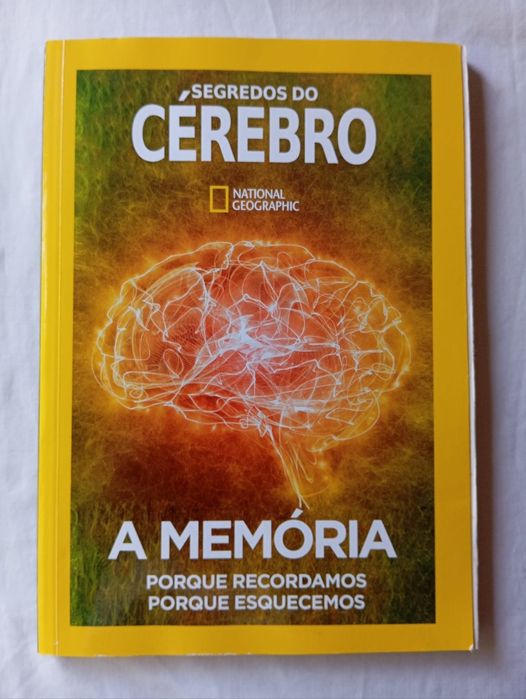 SEGREDOS DO
CÉREBRO
NATIONAL
GEOGRAPHIC
A MEMÓRIA
PORQUE RECORDAMOS
PORQUE ESQUECEMOS